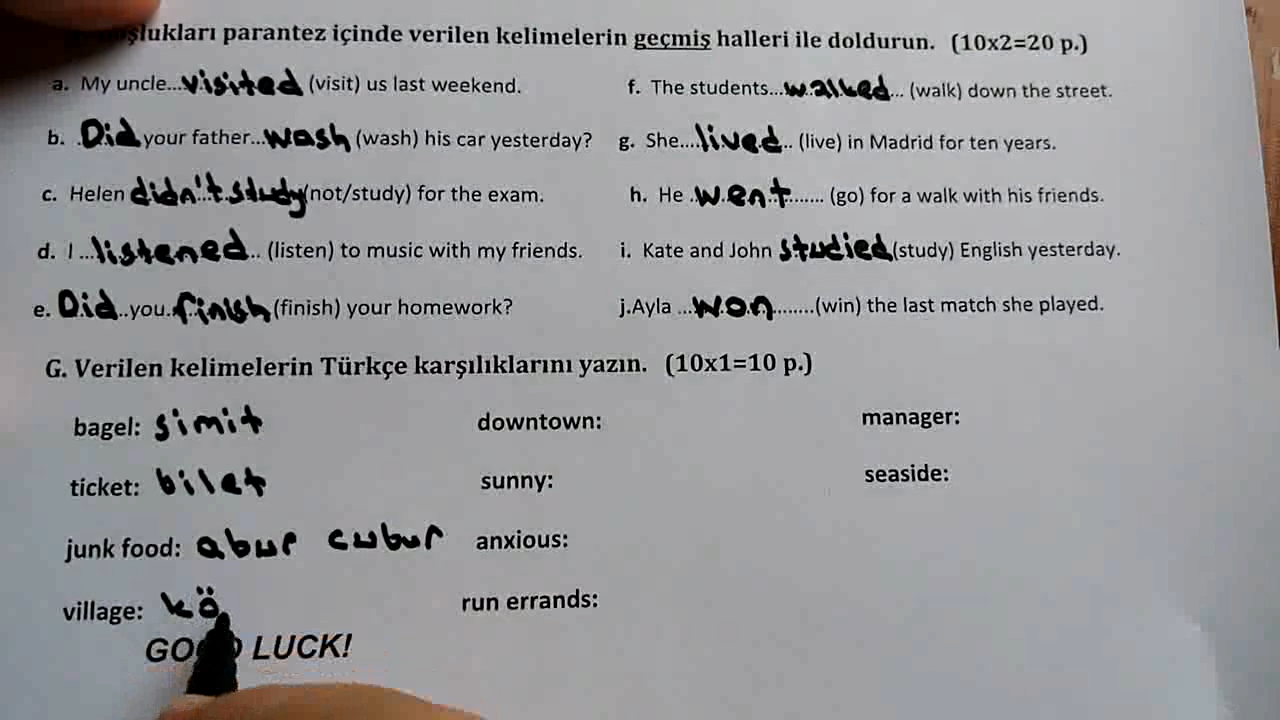 şlukları parantez içinde verilen kelimelerin geçmiş halleri ile doldurun. (10x2=20 p.)
a. My uncle...visited (visit) us last weekend.
b. .Did your father...wash (wash) his car yesterday?
c. Helen didn't study(not/study) for the exam.
d. I ...listened.. (listen) to music with my friends.
e. Did..you.finish (finish) your homework?
f. The students...walked... (walk) down the street.
g. She....lived.. (live) in Madrid for ten years.
h. He .went....... (go) for a walk with his friends.
i. Kate and John studied(study) English yesterday.
j.Ayla ...won........(win) the last match she played.
G. Verilen kelimelerin Türkçe karşılıklarını yazın. (10x1=10 p.)
bagel: simit
ticket: bilet
junk food: abur cubur
village: kö
downtown:
sunny:
anxious:
run errands:
manager:
seaside:
GOOD LUCK!